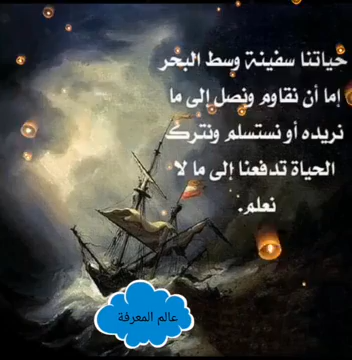 حياتنا سفينة وسط البحر
إما أن نقاوم ونصل إلى ما
نريده أو نستسلم ونترك
الحياة تدفعنا إلى ما لا
نعلم.
عالم المعرفة